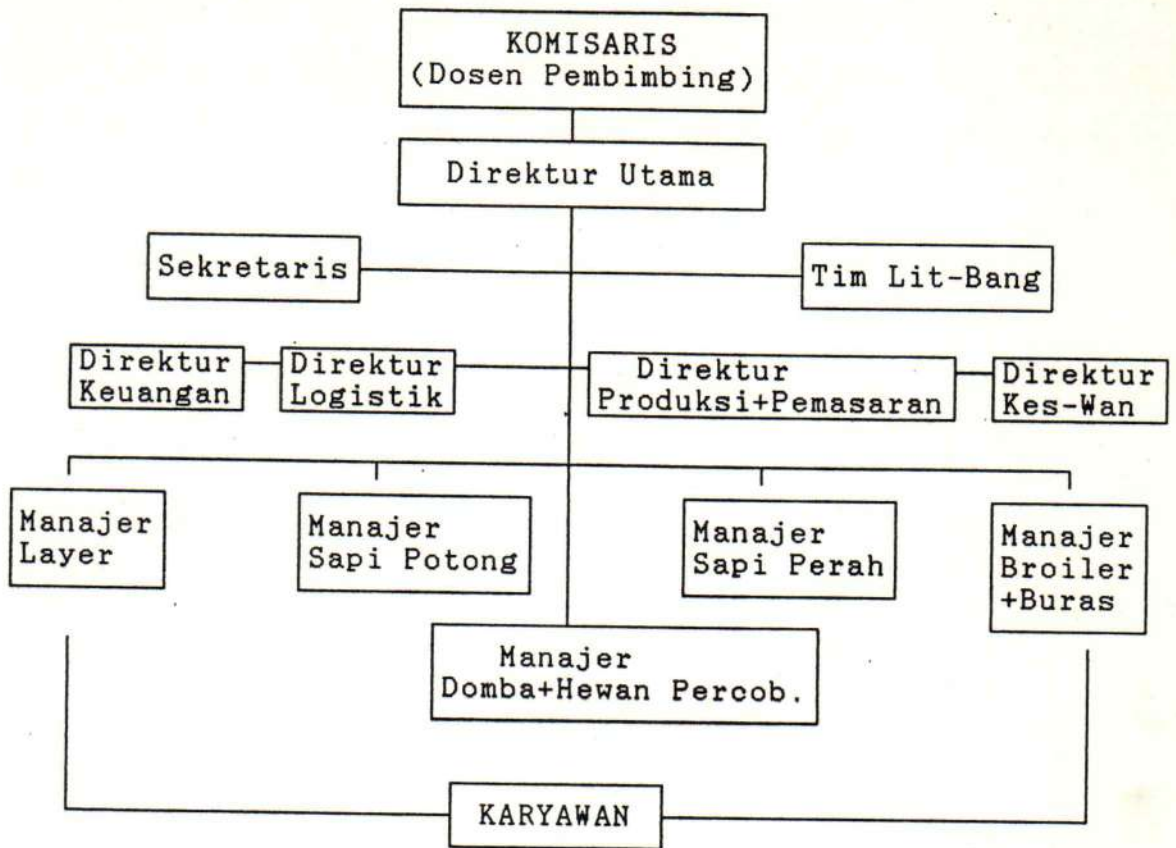 KOMISARIS
(Dosen Pembimbing)
Direktur Utama
Sekretaris
Tim Lit-Bang
Direktur
Keuangan
Direktur
Logistik
Direktur
Produksi+Pemasaran
Direktur
Kes-Wan
Manajer
Layer
Manajer
Sapi Potong
Manajer
Sapi Perah
Manajer
Broiler
+Buras
Manajer
Domba+Hewan Percob.
KARYAWAN